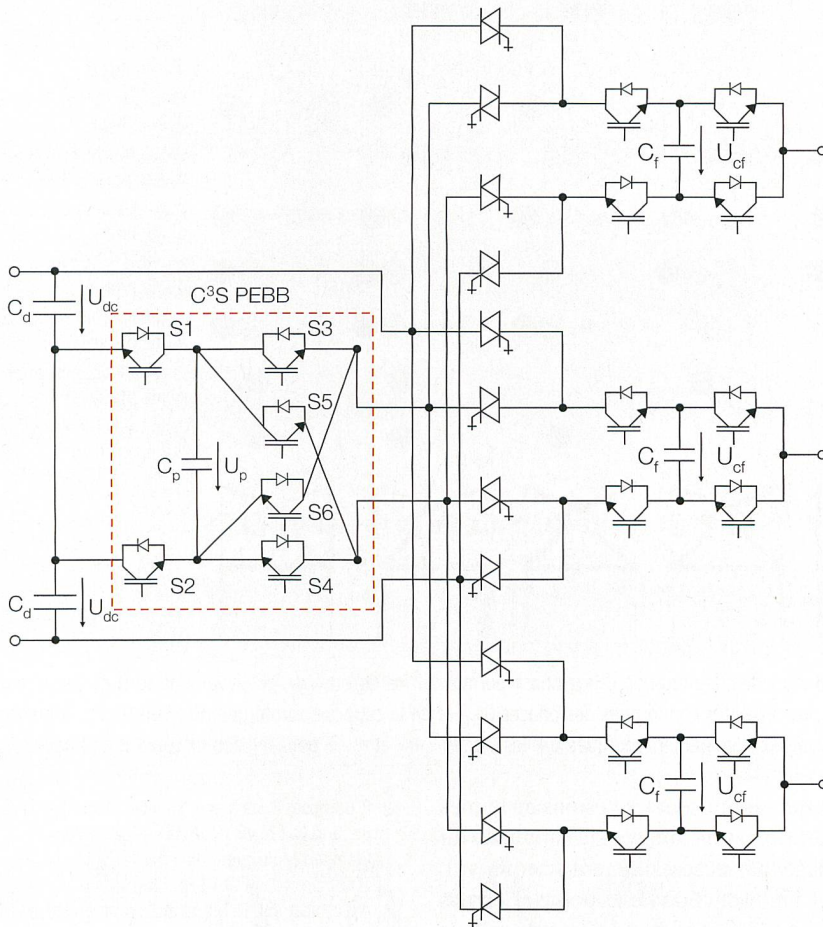 C_f U_cf
C_d U_dc
C³S PEBB
S1 S3
S5
C_p U_p
S6
S2 S4
C_d U_dc
C_f U_cf
C_f U_cf